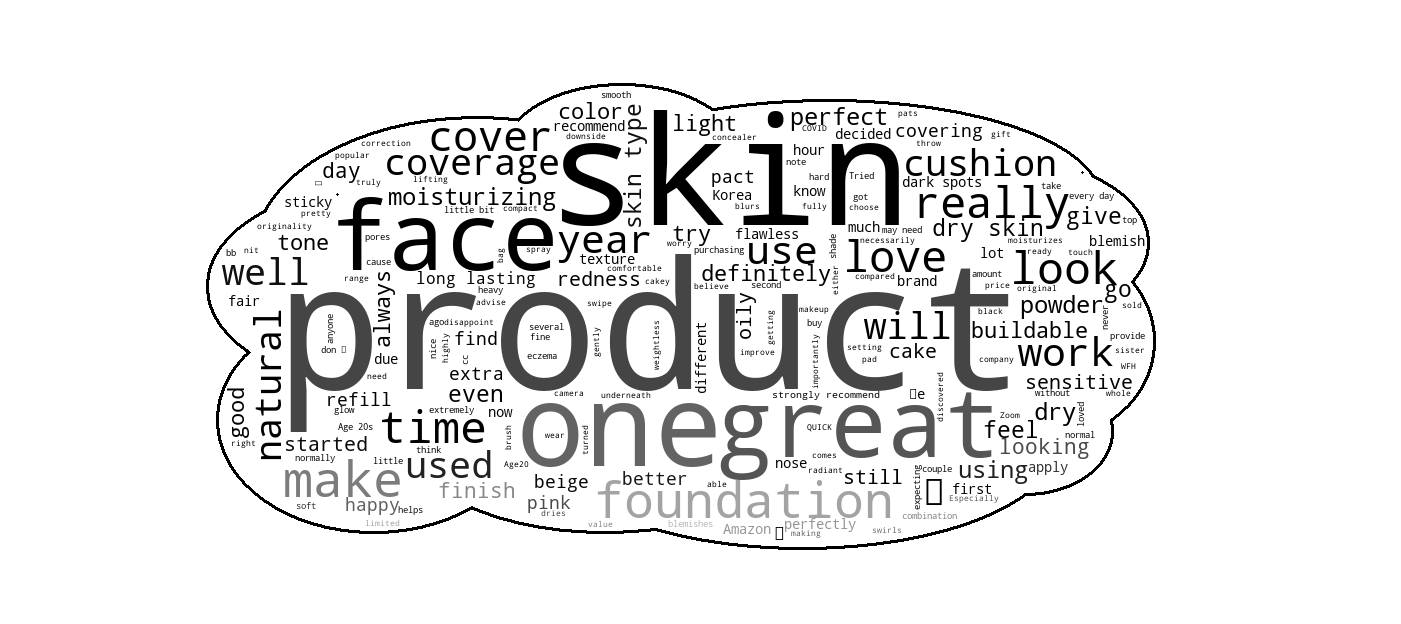 smooth
color
recommend
downside
skin type
light
concealer
perfect
pats
covib
decided
covering
gift
throw
cover
coverage
correction
popular
day
truly
lifting
skin
hour
note
pact
Korea
blurs
know
hard
fully
Tried
got
choose
cushion
dark spots
take
every day
sticky
pretty
moisturizing
little bit
compact
really
give
top
originality
tone
pores
face
bag
spray
year
try
worry
flawless
purchasing
use
shade
either
much
may need
necessarily
dry skin
moisturizes
blemish
bb
nit
well
cause
range
always
long lasting
heavy
advise
texture
comfortable
redness
cakey
definitely
believe
second
love
compared
brand
lot
ready
touch
look
amount
price
original
go
sold
fair
natural
product
anyone
don
due
need
ago
disappoint
nice
highly
find
cc
swipe
several
fine
eczema
gently
weightless
different
oily
getting
improve
makeup
buy
importantly
will
setting
pad
cake
black
powder
never
buildable
provide
company
work
sister
WFH
sensitive
without
whole
good
right
refill
glow
Age 20s
extra
even
extremely
now
time
camera
underneath
strongly recommend
e
discovered
started
normally
little
think
used
brush
Age20
one
wear
turned
great
QUICK
comes
radiant
nose
still
Zoom
dry
loved
feel
normal
looking
make
soft
happy
helps
limited
finish
beige
pink
dries
better
able
foundation
value
blemishes
Amazon
perfectly
making
swirls
expecting
couple
using
apply
first
Especially
combination